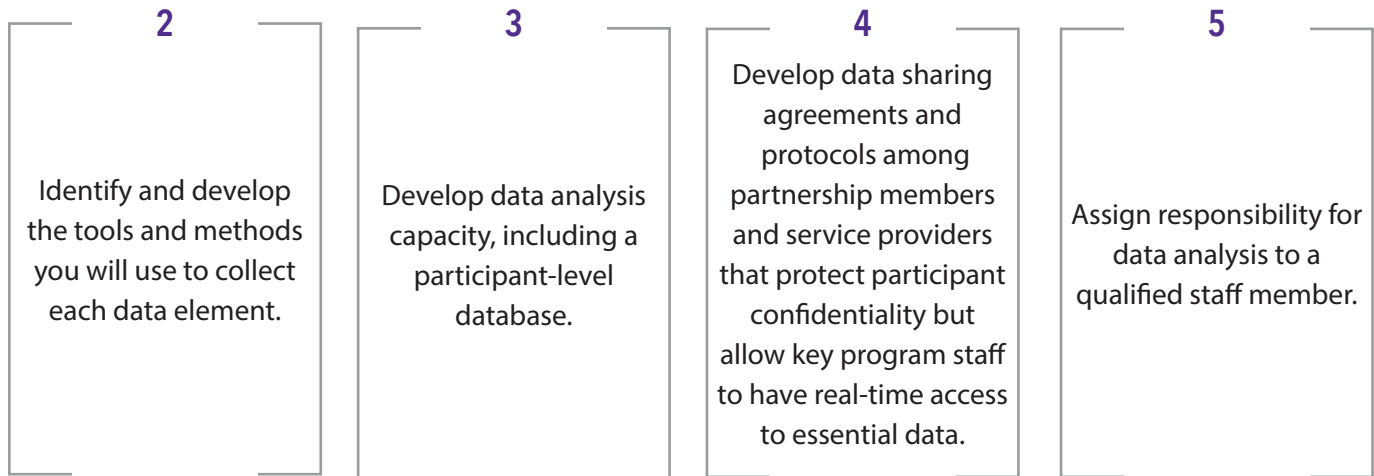 2
Identify and develop
the tools and methods
you will use to collect
each data element.
3
Develop data analysis
capacity, including a
participant-level
database.
4
Develop data sharing
agreements and
protocols among
partnership members
and service providers
that protect participant
confidentiality but
allow key program staff
to have real-time access
to essential data.
5
Assign responsibility for
data analysis to a
qualified staff member.